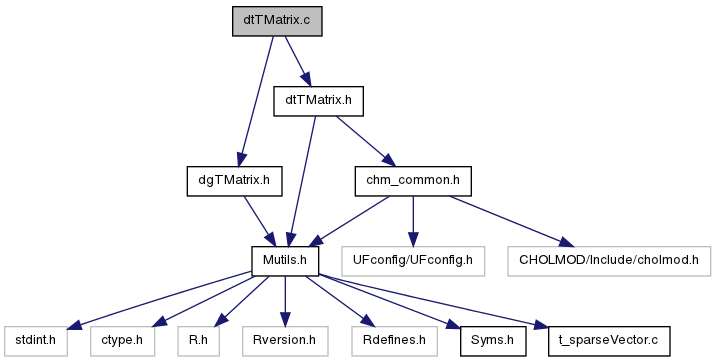 dtTMatrix.c
dtTMatrix.h
dgTMatrix.h
chm_common.h
Mutils.h
UFconfig/UFconfig.h
CHOLMOD/Include/cholmod.h
stdint.h
ctype.h
R.h
Rversion.h
Rdefines.h
Syms.h
t_sparseVector.c